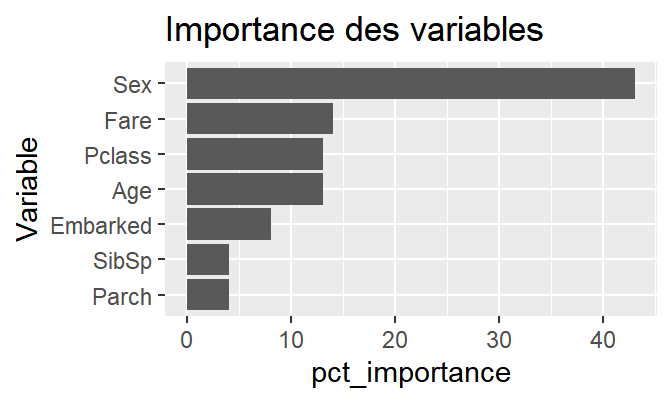 Importance des variables
Variable
Sex
Fare
Pclass
Age
Embarked
SibSp
Parch
0 10 20 30 40
pct_importance